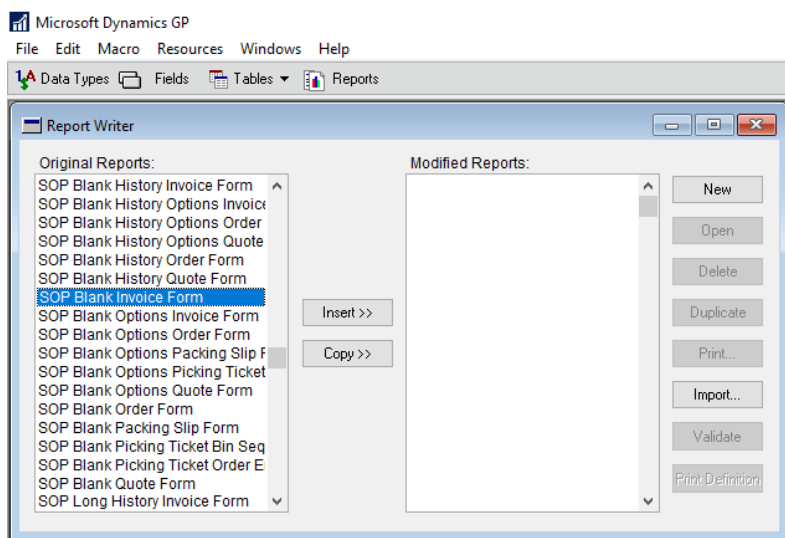 Microsoft Dynamics GP
File Edit Macro Resources Windows Help
Data Types Fields Tables Reports
Report Writer
Original Reports:
SOP Blank History Invoice Form
SOP Blank History Options Invoice
SOP Blank History Options Order
SOP Blank History Options Quote
SOP Blank History Order Form
SOP Blank History Quote Form
SOP Blank Invoice Form
SOP Blank Options Invoice Form
SOP Blank Options Order Form
SOP Blank Options Packing Slip F
SOP Blank Options Picking Ticket
SOP Blank Options Quote Form
SOP Blank Order Form
SOP Blank Packing Slip Form
SOP Blank Picking Ticket Bin Seq
SOP Blank Picking Ticket Order E
SOP Blank Quote Form
SOP Long History Invoice Form
Insert >>
Copy >>
Modified Reports:
New
Open
Delete
Duplicate
Print...
Import...
Validate
Print Definition